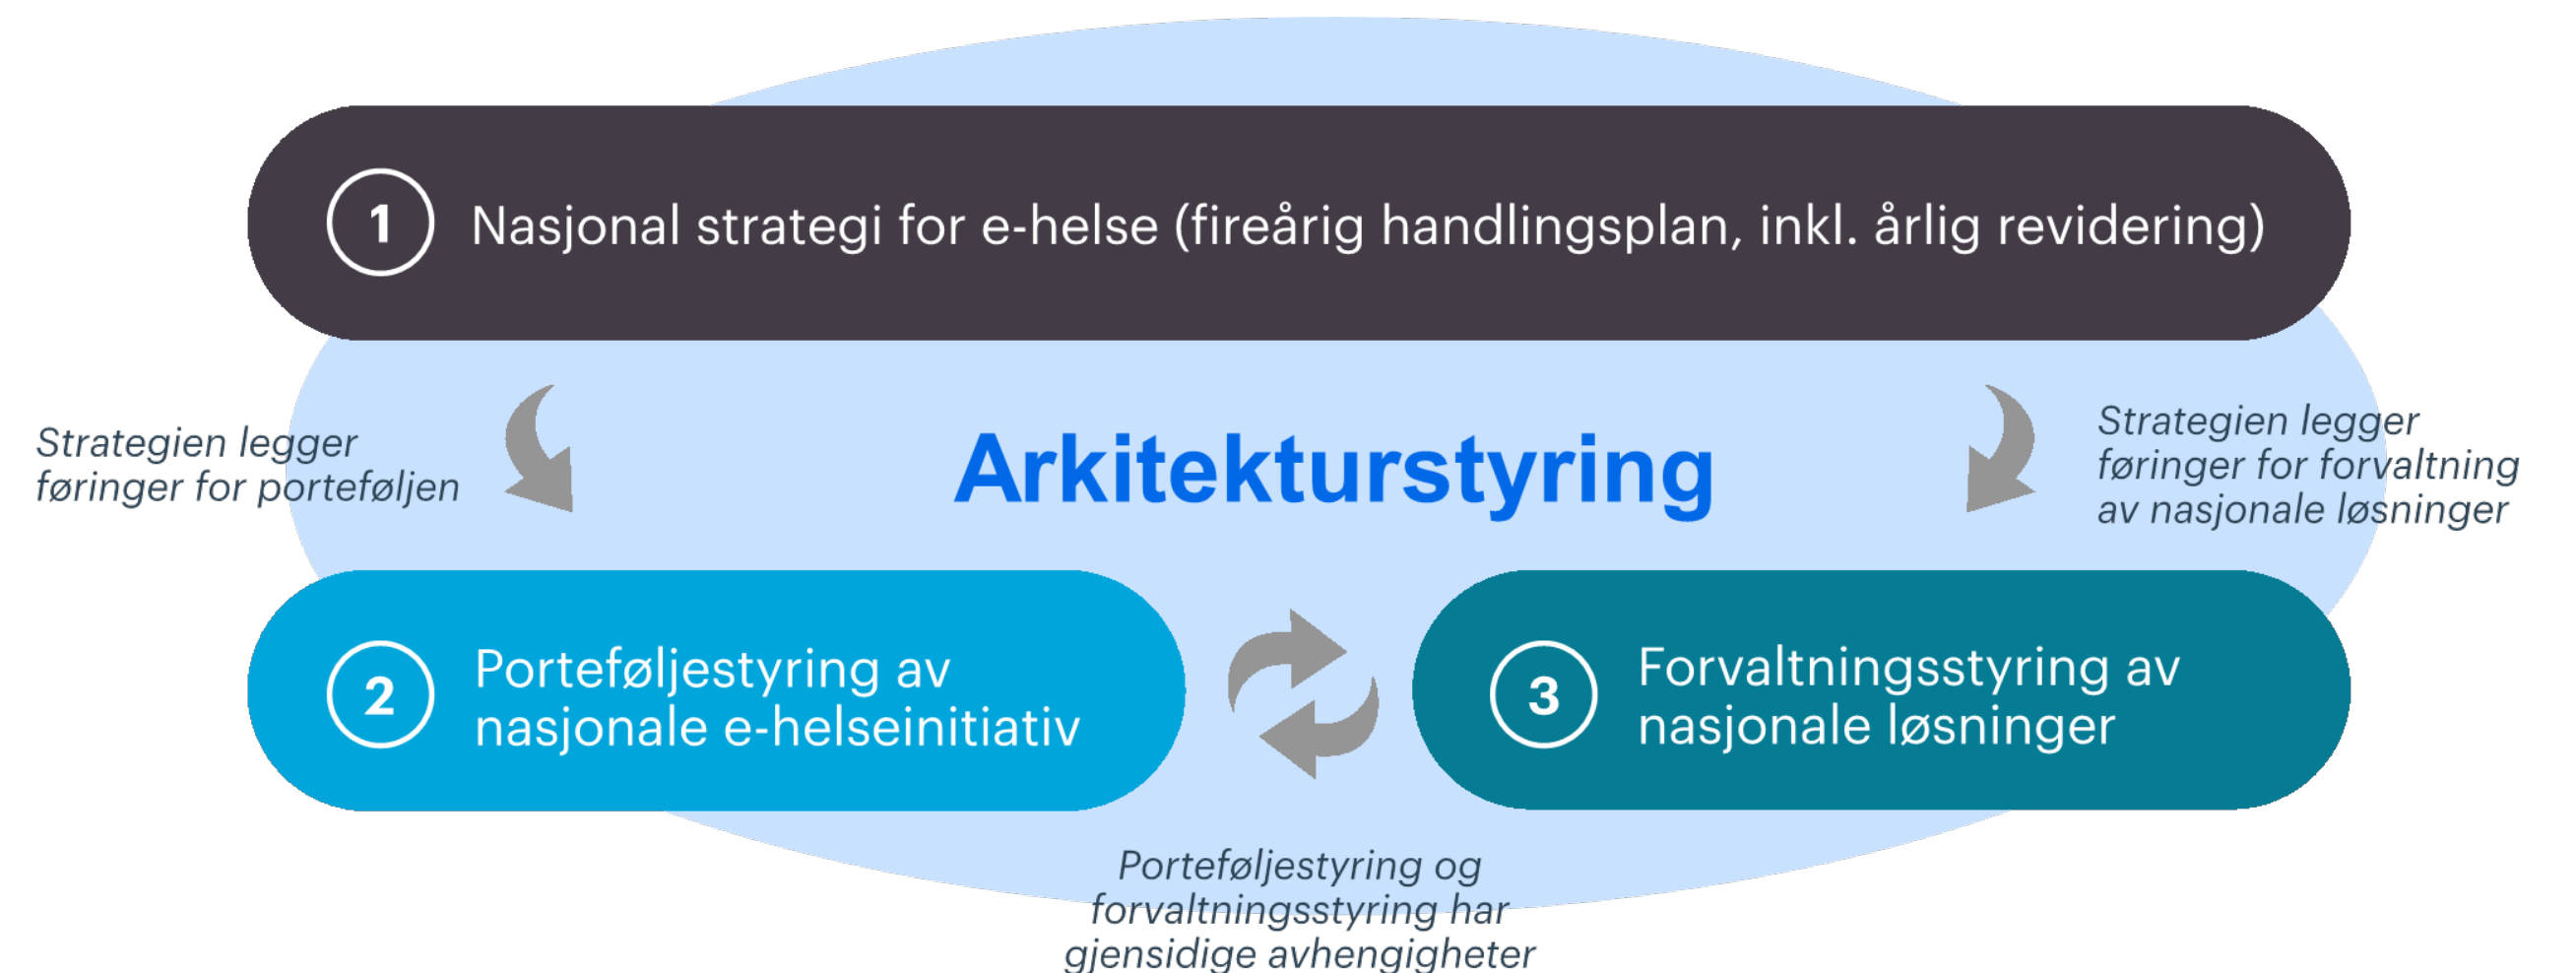 1 Nasjonal strategi for e-helse (fireårig handlingsplan, inkl. årlig revidering)
Strategien legger
føringer for porteføljen
Arkitekturstyring
Strategien legger
føringer for forvaltning
av nasjonale løsninger
2 Porteføljestyring av
nasjonale e-helseinitiativ
3 Forvaltningsstyring av
nasjonale løsninger
Porteføljestyring og
forvaltningsstyring har
gjensidige avhengigheter